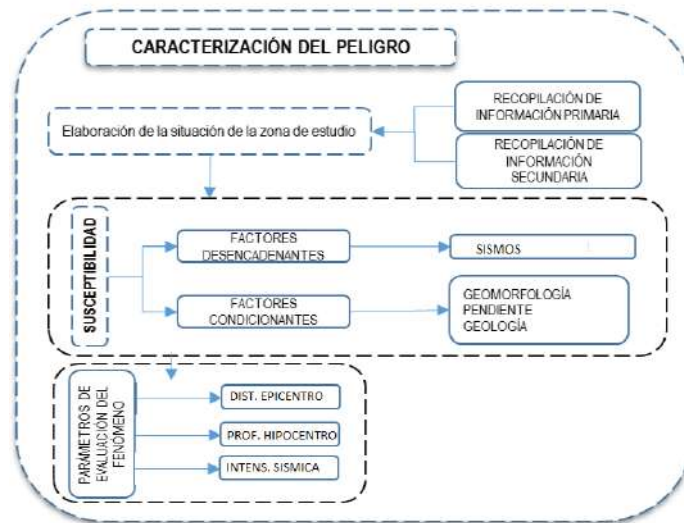 CARACTERIZACIÓN DEL PELIGRO
RECOPILACIÓN DE
INFORMACIÓN PRIMARIA
Elaboración de la situación de la zona de estudio
RECOPILACIÓN DE
INFORMACIÓN
SECUNDARIA
SUSCEPTIBILIDAD
FACTORES
DESENCADENANTES
SISMOS
FACTORES
CONDICIONANTES
GEOMORFOLOGÍA
PENDIENTE
GEOLOGÍA
PARÁMETROS DE
EVALUACIÓN DEL
FENÓMENO
DIST. EPICENTRO
PROF. HIPOCENTRO
INTENS. SISMICA